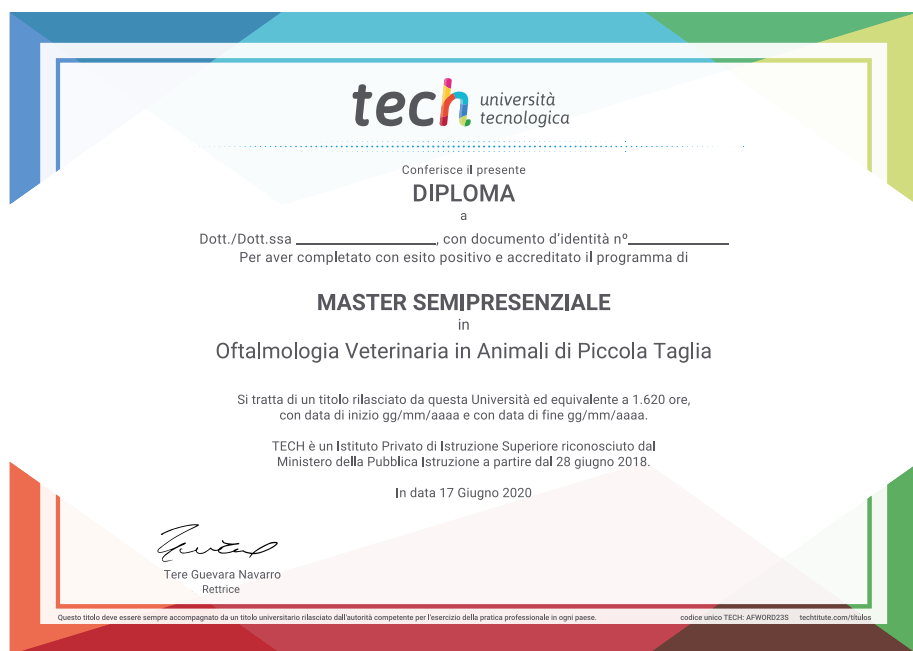 tech università
tecnologica
Conferisce il presente
DIPLOMA
a
Dott./Dott.ssa ____________________, con documento d'identità nº______________
Per aver completato con esito positivo e accreditato il programma di
MASTER SEMIPRESENZIALE
in
Oftalmologia Veterinaria in Animali di Piccola Taglia
Si tratta di un titolo rilasciato da questa Università ed equivalente a 1.620 ore,
con data di inizio gg/mm/aaaa e con data di fine gg/mm/aaaa.
TECH è un Istituto Privato di Istruzione Superiore riconosciuto dal
Ministero della Pubblica Istruzione a partire dal 28 giugno 2018.
In data 17 Giugno 2020
Tere Guevara Navarro
Rettrice
Questo titolo deve essere sempre accompagnato da un titolo universitario rilasciato dall'autorità competente per l'esercizio della pratica professionale in ogni paese. codice unico TECH: AFWORD23S techtitute.com/titulos